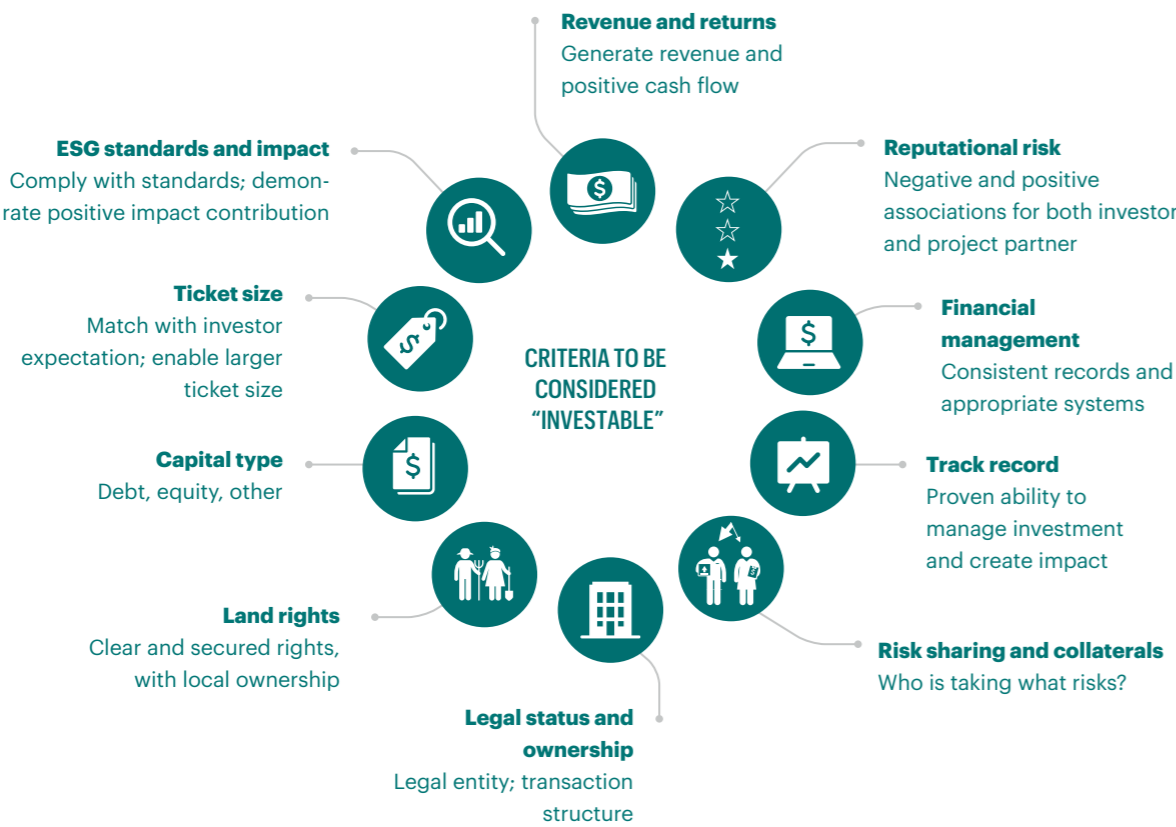 Revenue and returns
Generate revenue and
positive cash flow
Reputational risk
Negative and positive
associations for both investor
and project partner
Financial
management
Consistent records and
appropriate systems
Track record
Proven ability to
manage investment
and create impact
Risk sharing and collaterals
Who is taking what risks?
Legal status and
ownership
Legal entity; transaction
structure
Land rights
Clear and secured rights,
with local ownership
Capital type
Debt, equity, other
Ticket size
Match with investor
expectation; enable larger
ticket size
ESG standards and impact
Comply with standards; demon-
rate positive impact contribution
CRITERIA TO BE
CONSIDERED
“INVESTABLE”